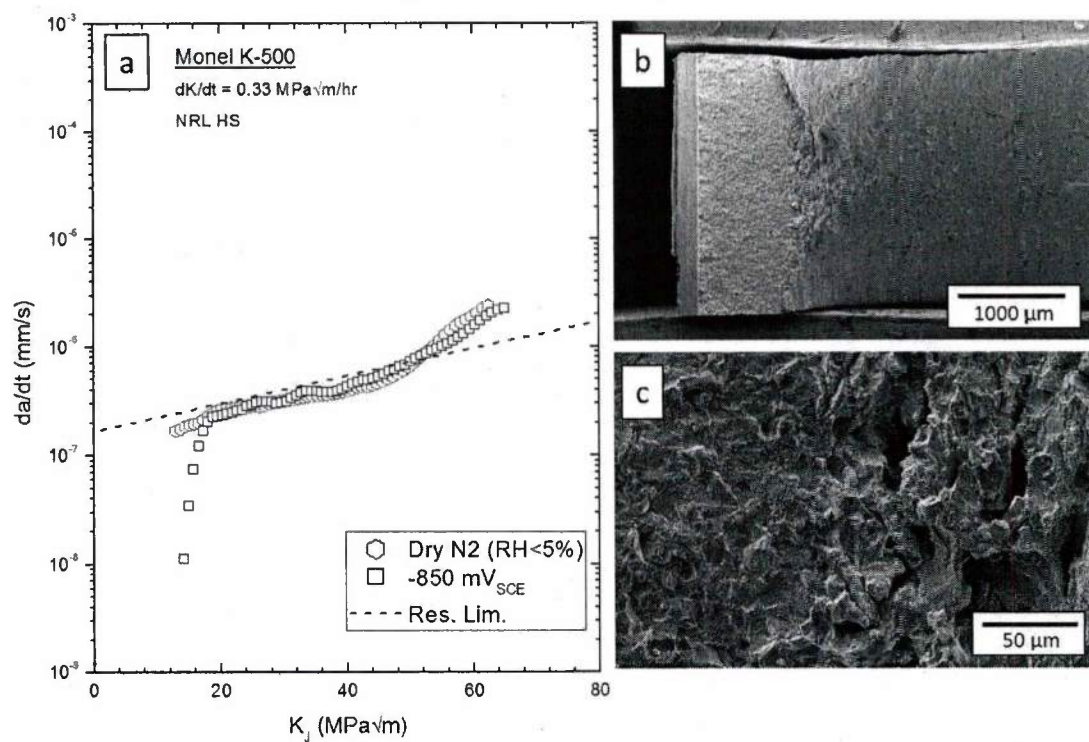 a
Monel K-500
dK/dt = 0.33 MPa√m/hr
NRL HS
10⁻³
10⁻⁴
10⁻⁵
10⁻⁶
10⁻⁷
10⁻⁸
10⁻⁹
da/dt (mm/s)
Dry N2 (RH<5%)
-850 mV_SCE
Res. Lim.
0 20 40 60 80
K_J (MPa√m)
b
1000 µm
c
50 µm